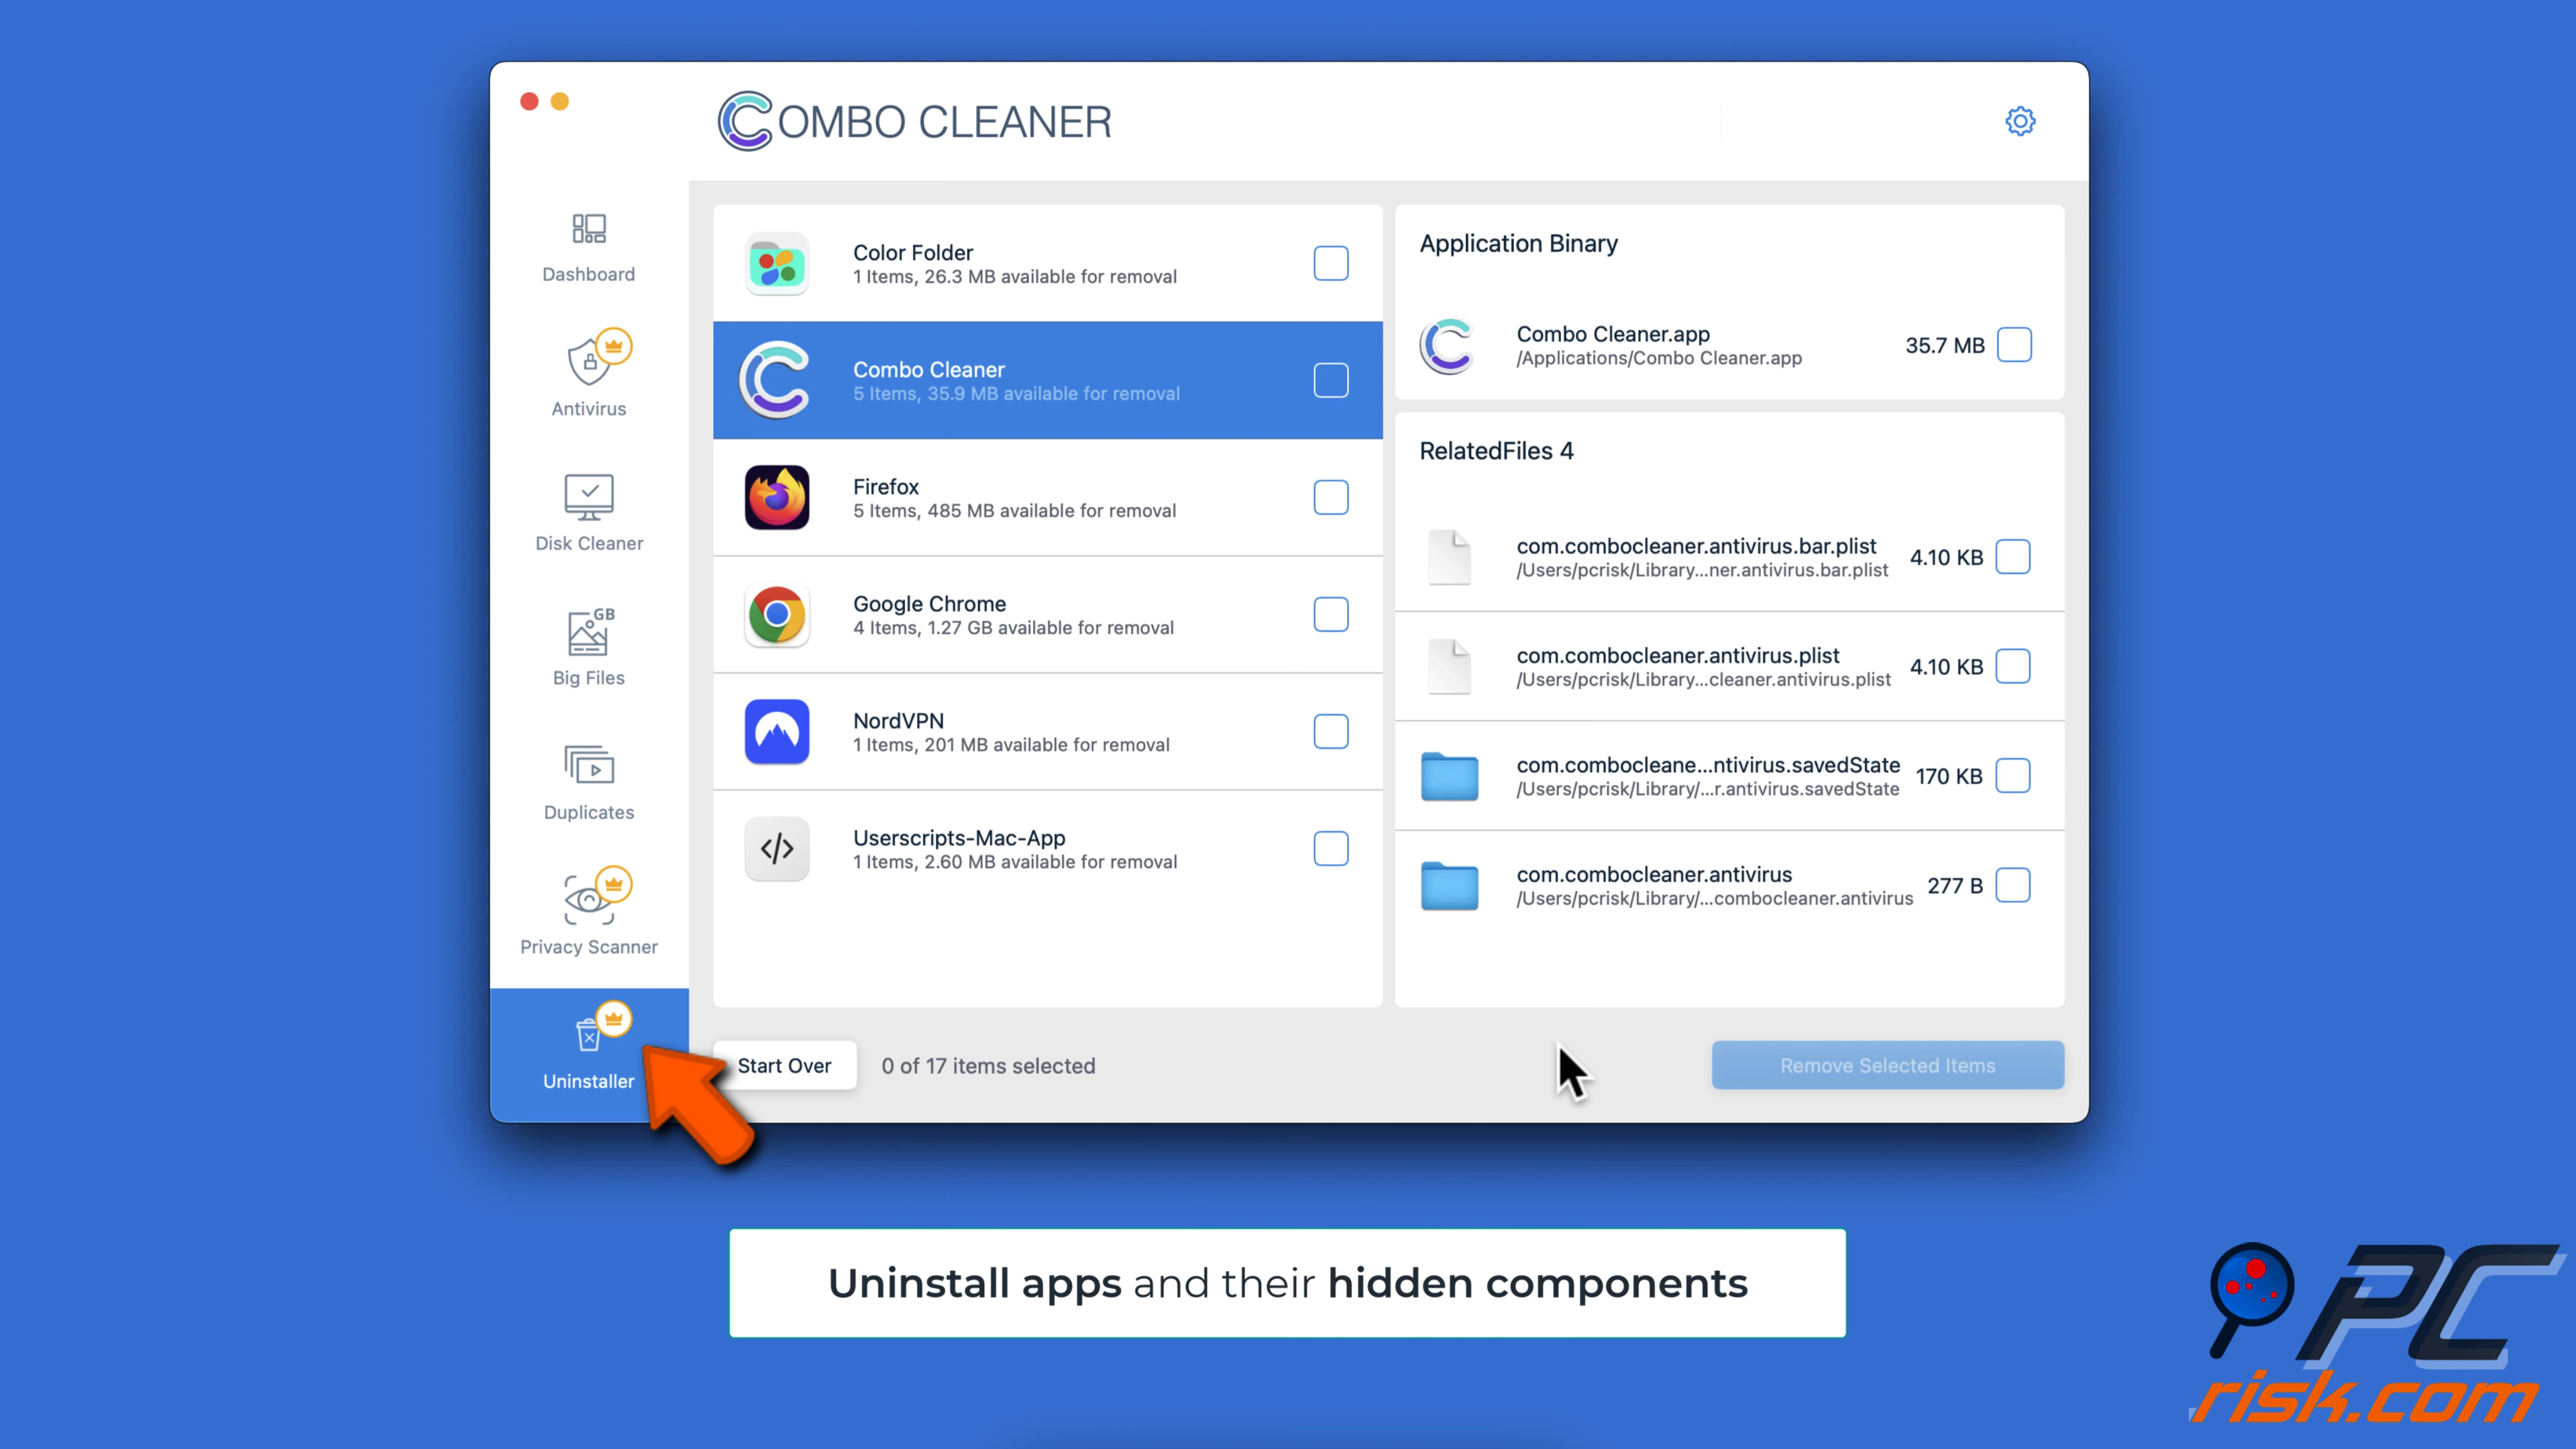 COMBO CLEANER
Dashboard
Antivirus
Disk Cleaner
GB
Big Files
Duplicates
Privacy Scanner
Uninstaller
Color Folder
1 Items, 26.3 MB available for removal
Combo Cleaner
5 Items, 35.9 MB available for removal
Firefox
5 Items, 485 MB available for removal
Google Chrome
4 Items, 1.27 GB available for removal
NordVPN
1 Items, 201 MB available for removal
</>
Userscripts-Mac-App
1 Items, 2.60 MB available for removal
Application Binary
Combo Cleaner.app
/Applications/Combo Cleaner.app
35.7 MB
RelatedFiles 4
com.combocleaner.antivirus.bar.plist
/Users/pcrisk/Library...ner.antivirus.bar.plist
4.10 KB
com.combocleaner.antivirus.plist
/Users/pcrisk/Library...cleaner.antivirus.plist
4.10 KB
com.combocleane...ntivirus.savedState
/Users/pcrisk/Library/...r.antivirus.savedState
170 KB
com.combocleaner.antivirus
/Users/pcrisk/Library/...combocleaner.antivirus
277 B
Start Over
0 of 17 items selected
Remove Selected Items
Uninstall apps and their hidden components
PC
risk.com